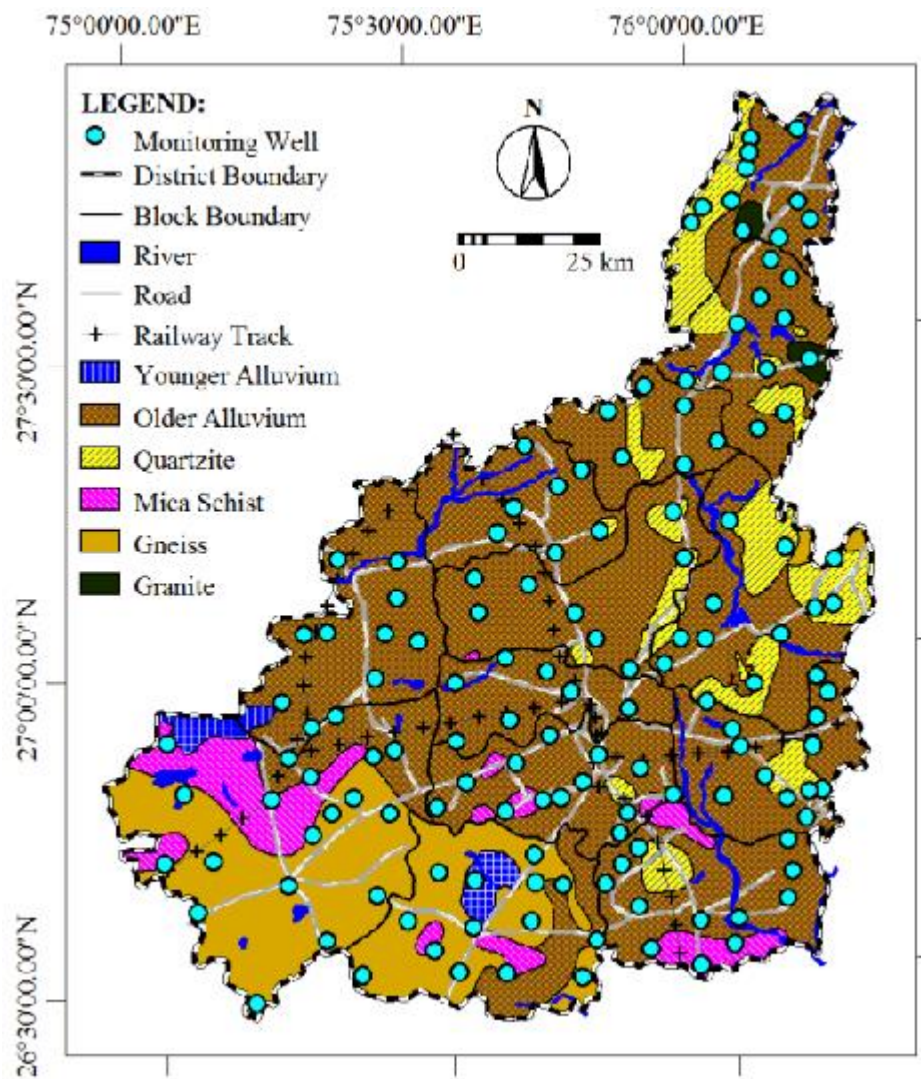 75°00'00.00"E 75°30'00.00"E 76°00'00.00"E
LEGEND:
Monitoring Well
District Boundary
Block Boundary
River
Road
Railway Track
Younger Alluvium
Older Alluvium
Quartzite
Mica Schist
Gneiss
Granite
N
0 25 km
27°30'00.00"N
27°00'00.00"N
26°30'00.00"N